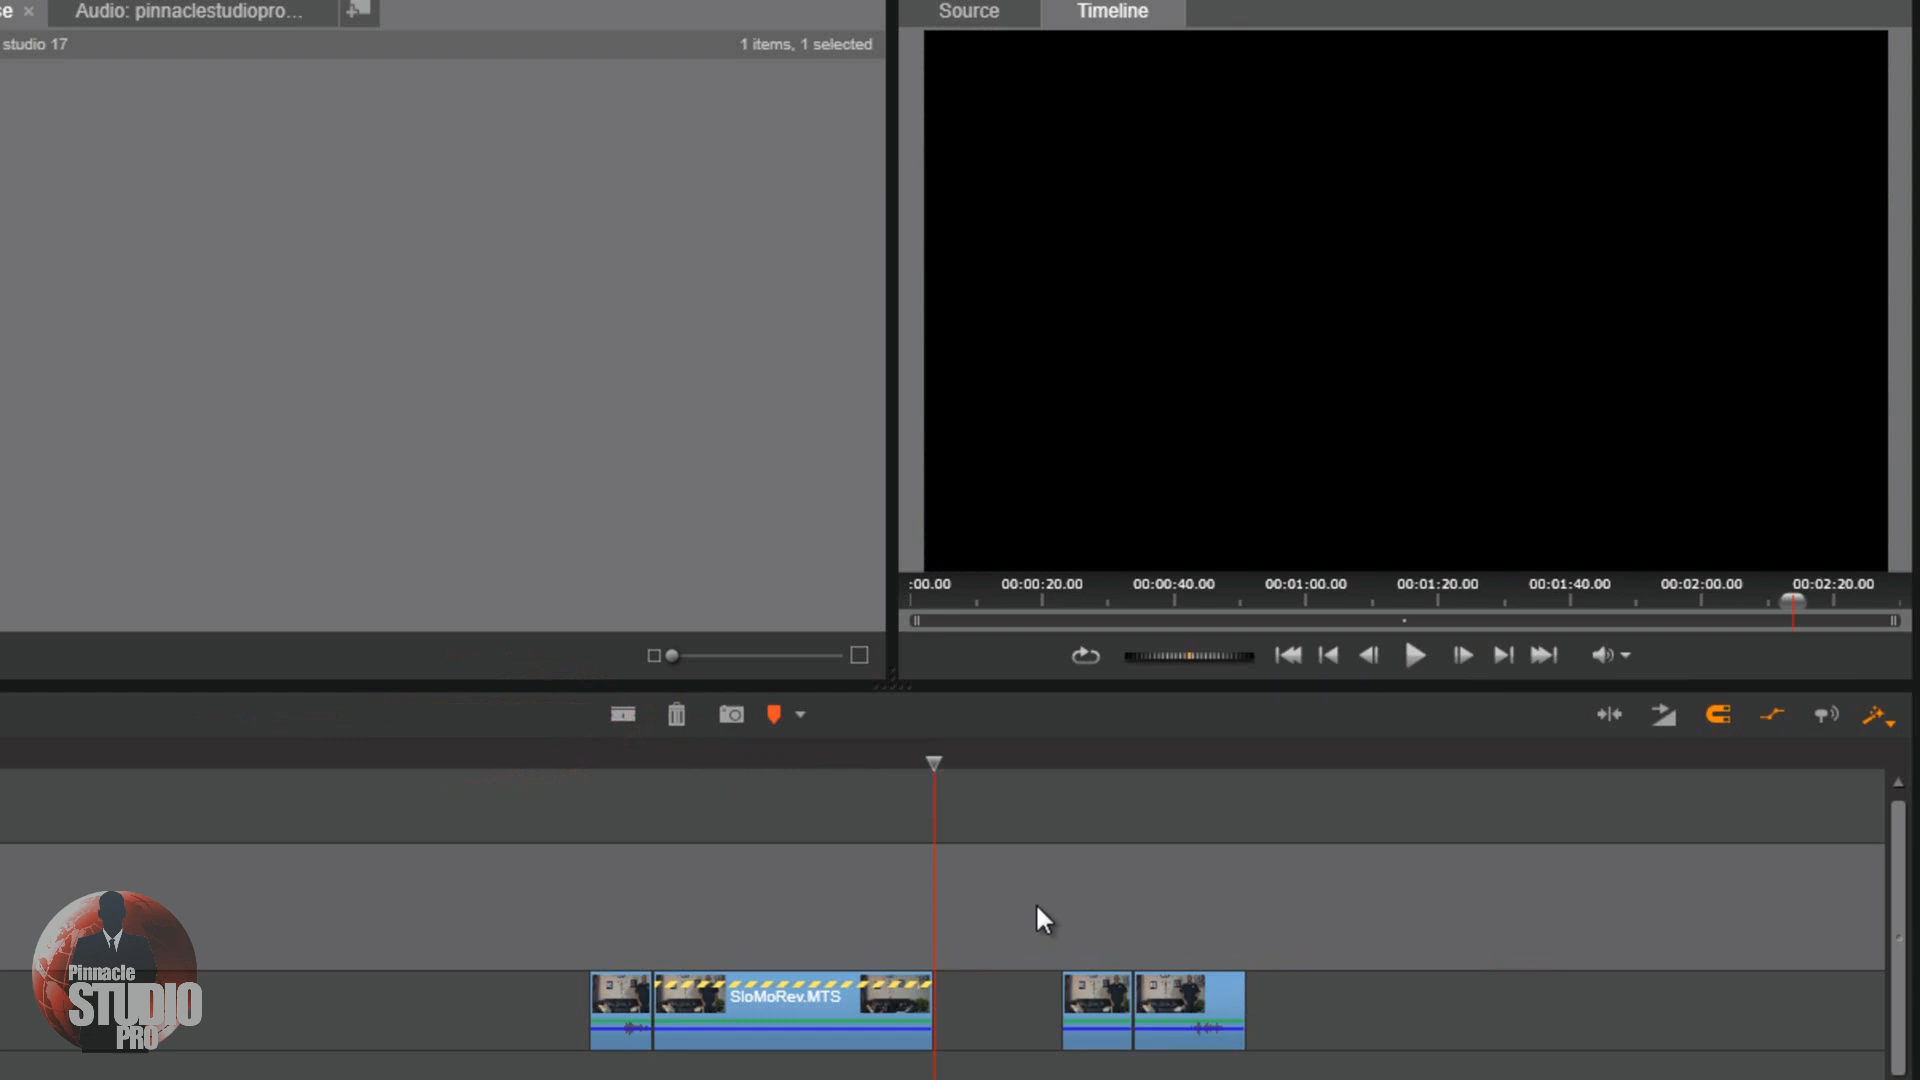 se × Audio: pinnaclestudiopro...
Source Timeline
studio 17
1 items, 1 selected
:00.00 00:00:20.00 00:00:40.00 00:01:00.00 00:01:20.00 00:01:40.00 00:02:00.00 00:02:20.00
SloMoRev.MTS
Pinnacle
STUDIO
PRO